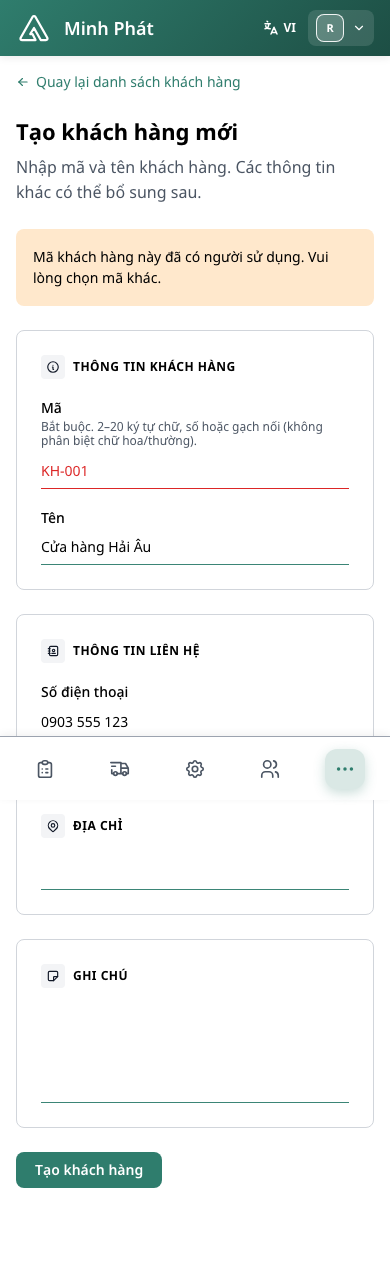 Minh Phát
VI
R
Quay lại danh sách khách hàng
Tạo khách hàng mới
Nhập mã và tên khách hàng. Các thông tin
khác có thể bổ sung sau.
Mã khách hàng này đã có người sử dụng. Vui
lòng chọn mã khác.
THÔNG TIN KHÁCH HÀNG
Mã
Bắt buộc. 2–20 ký tự chữ, số hoặc gạch nối (không
phân biệt chữ hoa/thường).
KH-001
Tên
Cửa hàng Hải Âu
THÔNG TIN LIÊN HỆ
Số điện thoại
0903 555 123
ĐỊA CHỈ
GHI CHÚ
Tạo khách hàng